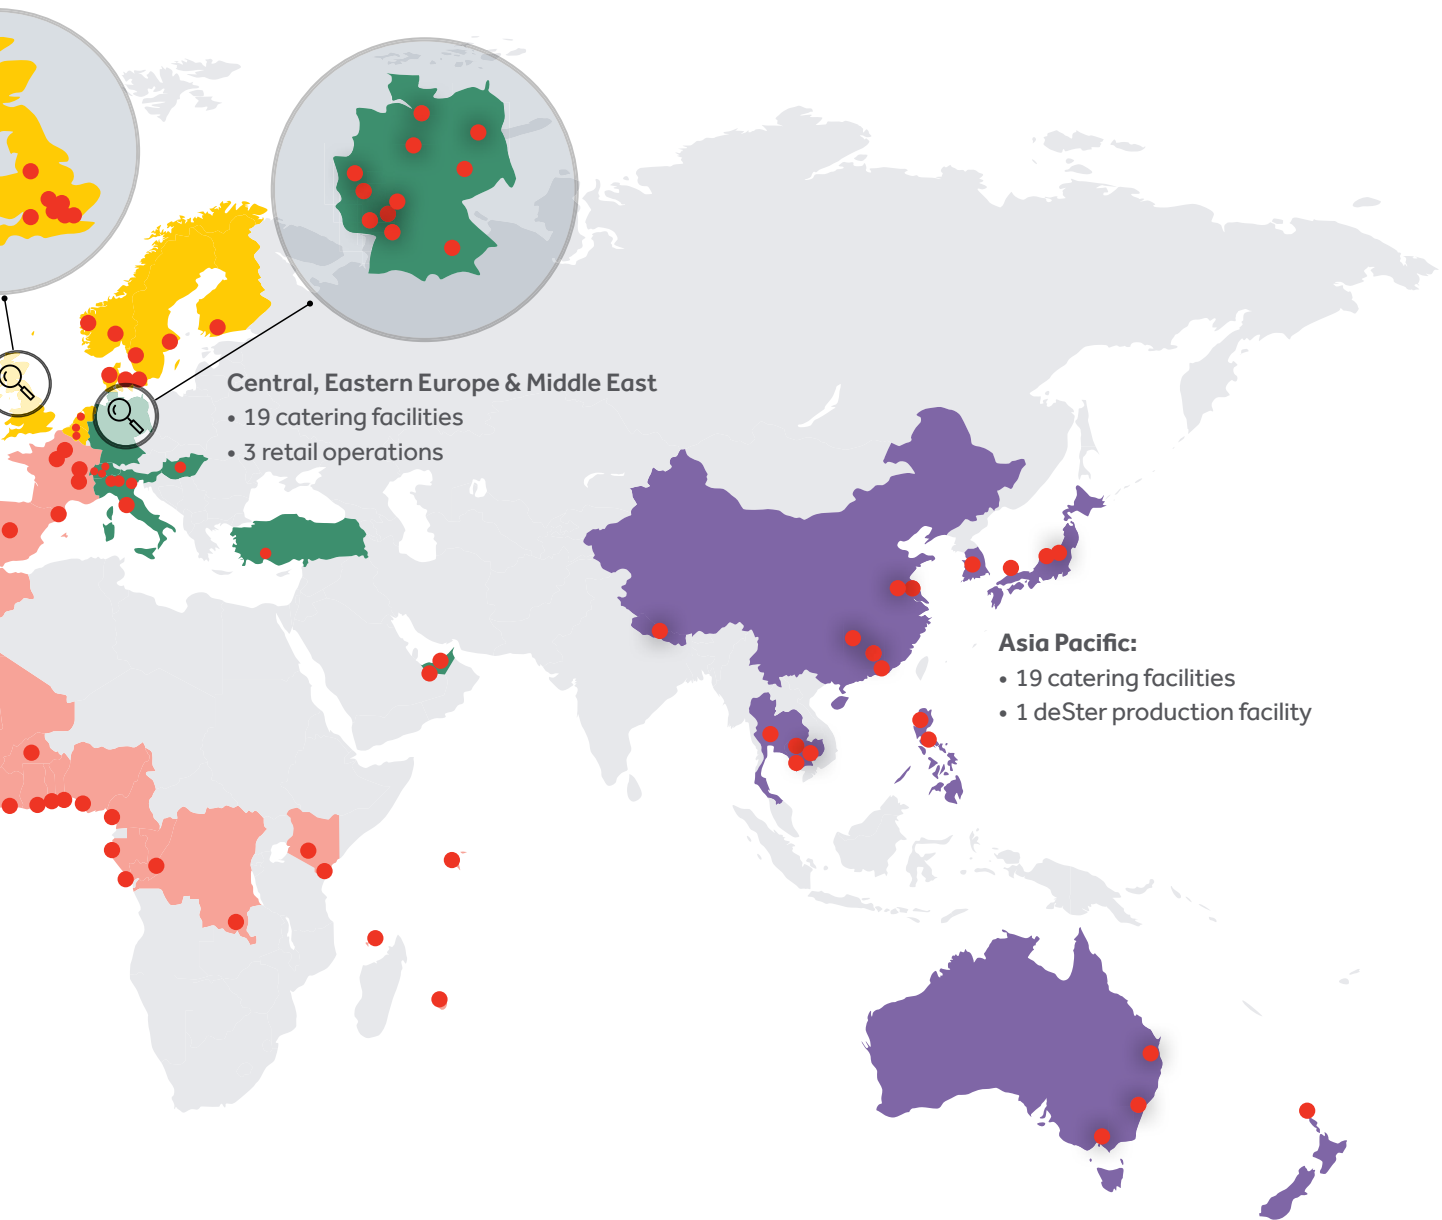 Central, Eastern Europe & Middle East
• 19 catering facilities
• 3 retail operations
Asia Pacific:
• 19 catering facilities
• 1 deSter production facility